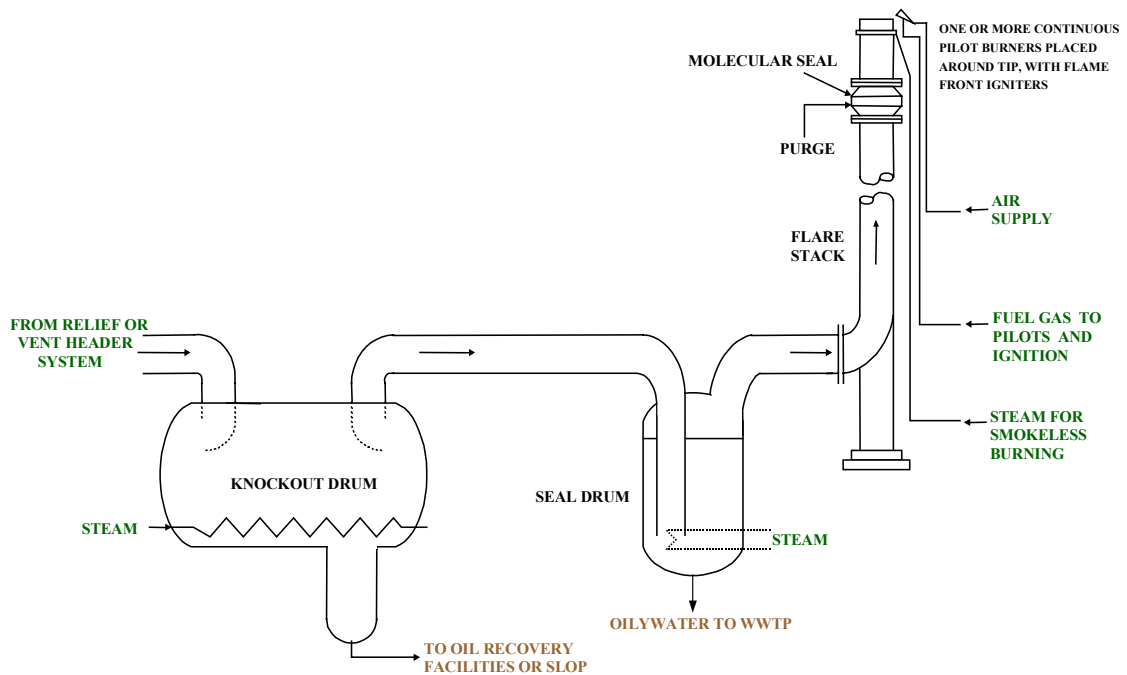 ONE OR MORE CONTINUOUS
PILOT BURNERS PLACED
AROUND TIP, WITH FLAME
FRONT IGNITERS
MOLECULAR SEAL
PURGE
AIR
SUPPLY
FLARE
STACK
FROM RELIEF OR
VENT HEADER
SYSTEM
FUEL GAS TO
PILOTS AND
IGNITION
STEAM FOR
SMOKELESS
BURNING
KNOCKOUT DRUM
SEAL DRUM
STEAM
STEAM
OILYWATER TO WWTP
TO OIL RECOVERY
FACILITIES OR SLOP